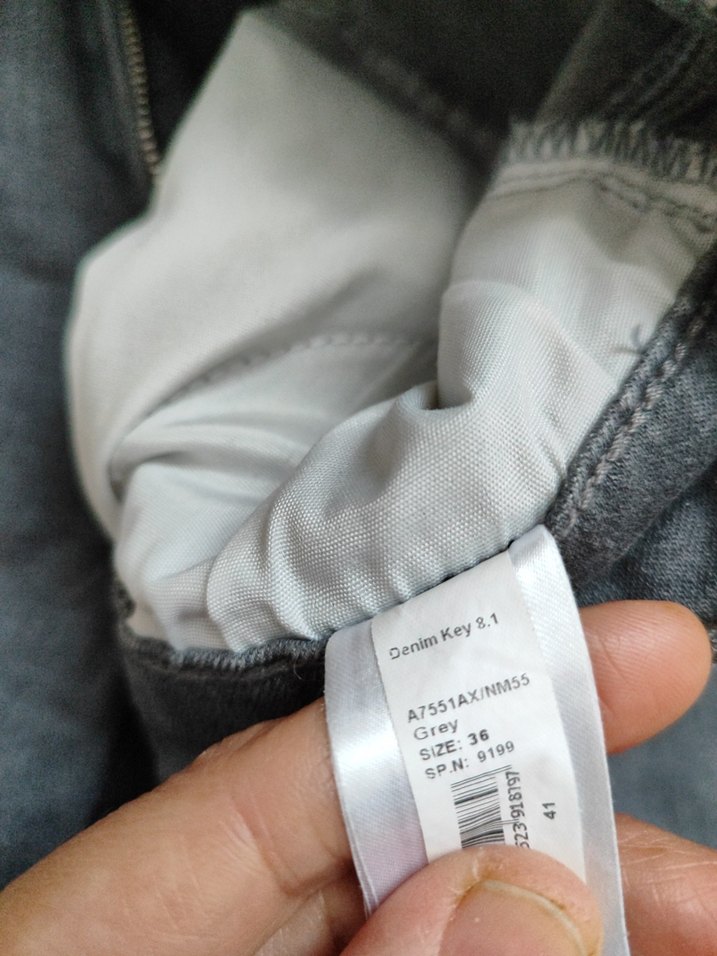 Denim Key 8.1
A7551AX/NM55
Grey
SIZE: 36
SP.N: 9199
41